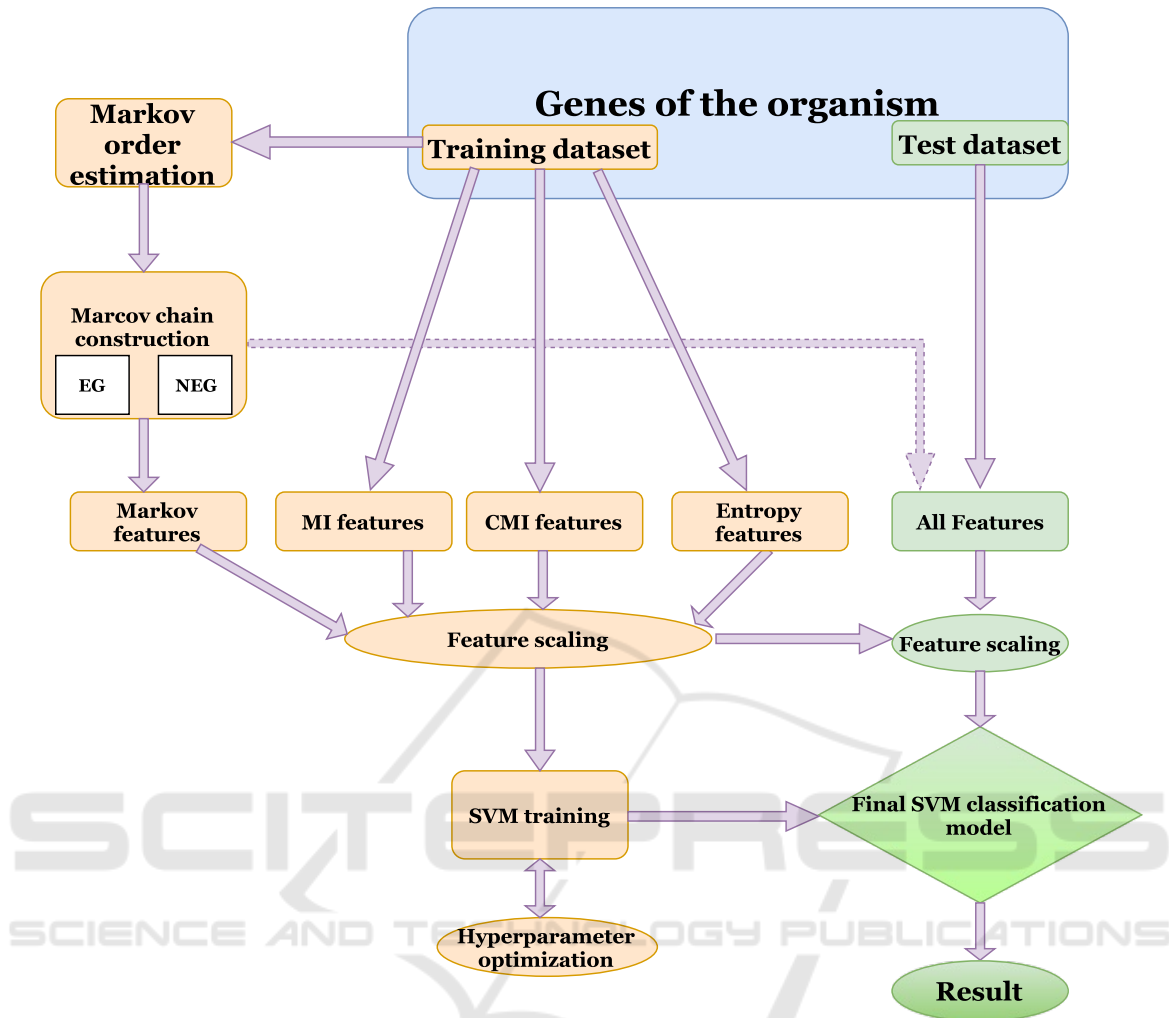 Genes of the organism
Markov
order
estimation
Training dataset
Test dataset
Marcov chain
construction
EG
NEG
Markov
features
MI features
CMI features
Entropy
features
All Features
Feature scaling
Feature scaling
SVM training
Final SVM classification
model
Hyperparameter
optimization
Result
SCITEPRESS
SCIENCE AND TECHNOLOGY PUBLICATIONS